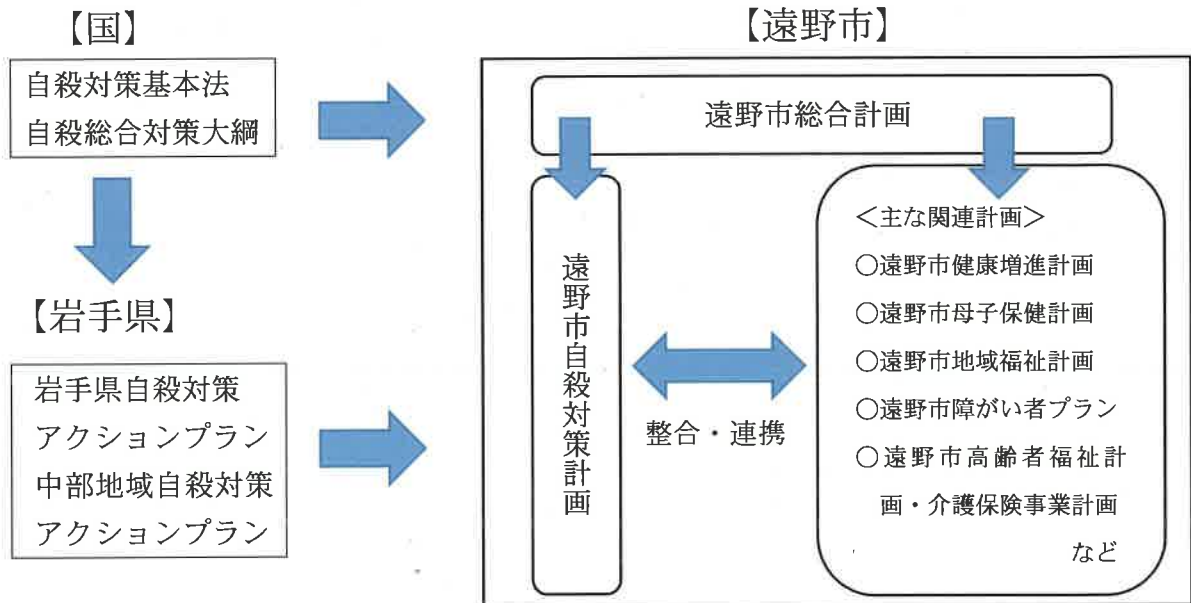 【国】
自殺対策基本法
自殺総合対策大綱
【岩手県】
岩手県自殺対策
アクションプラン
中部地域自殺対策
アクションプラン
【遠野市】
遠野市総合計画
遠野市自殺対策計画
整合・連携
＜主な関連計画＞
○遠野市健康増進計画
○遠野市母子保健計画
○遠野市地域福祉計画
○遠野市障がい者プラン
○遠野市高齢者福祉計
画・介護保険事業計画
など